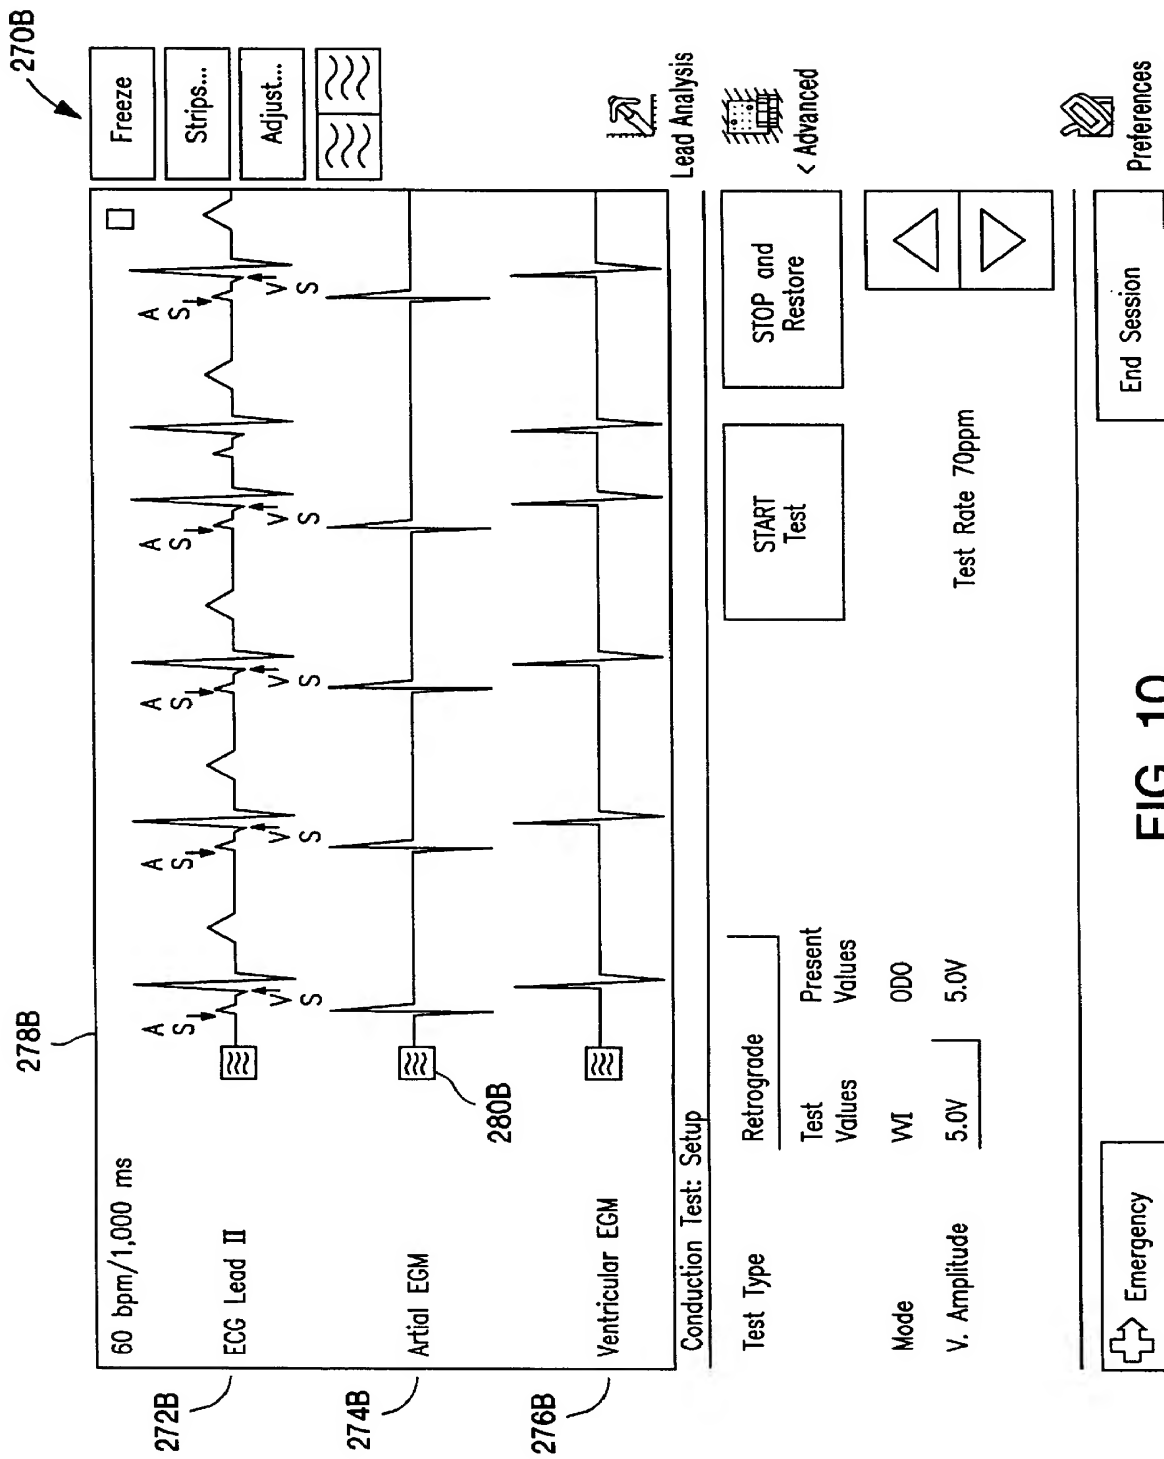 270B
278B
Freeze
Strips...
Adjust...
60 bpm/1,000 ms
272B
ECG Lead II
A S A S A S A S A S
V S V S V S V S V S
274B
Artial EGM
280B
276B
Ventricular EGM
Lead Analysis
Conduction Test: Setup
< Advanced
Test Type
Retrograde
START Test
STOP and Restore
Test Values
Present Values
Mode
VVI
ODO
V. Amplitude
5.0V
5.0V
Test Rate 70ppm
Emergency
End Session
Preferences
FIG. 10